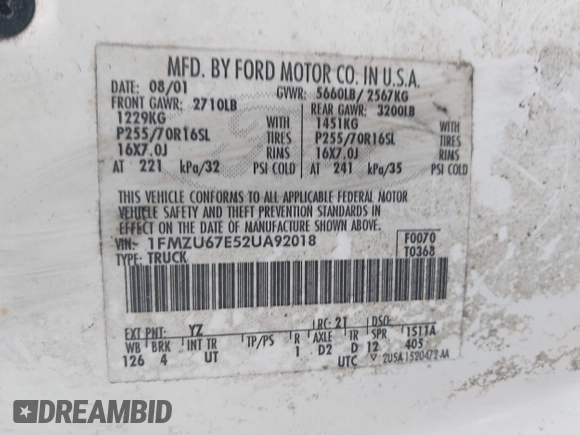 MFD. BY FORD MOTOR CO. IN U.S.A.
DATE: 08/01 GVWR: 5660LB/ 2567KG
FRONT GAWR: 2710LB REAR GAWR: 3200LB
1229KG WITH 1451KG WITH
P255/70R16SL TIRES P255/70R16SL TIRES
16X7.0J RIMS 16X7.0J RIMS
AT 221 kPa/32 PSI COLD AT 241 kPa/35 PSI COLD
THIS VEHICLE CONFORMS TO ALL APPLICABLE FEDERAL MOTOR
VEHICLE SAFETY AND THEFT PREVENTION STANDARDS IN
EFFECT ON THE DATE OF MANUFACTURE SHOWN ABOVE.
VIN: 1FMZU67E52UA92018 F0070
TYPE: TRUCK T0368
EXT PNT: YZ RC: 21 DSO:
WB BRK INT TR TP/PS R AXLE TR SPR 1S11A
126 4 UT 1 D2 D 12 405
UTC 2U5A 1520472 AA
DREAMBID